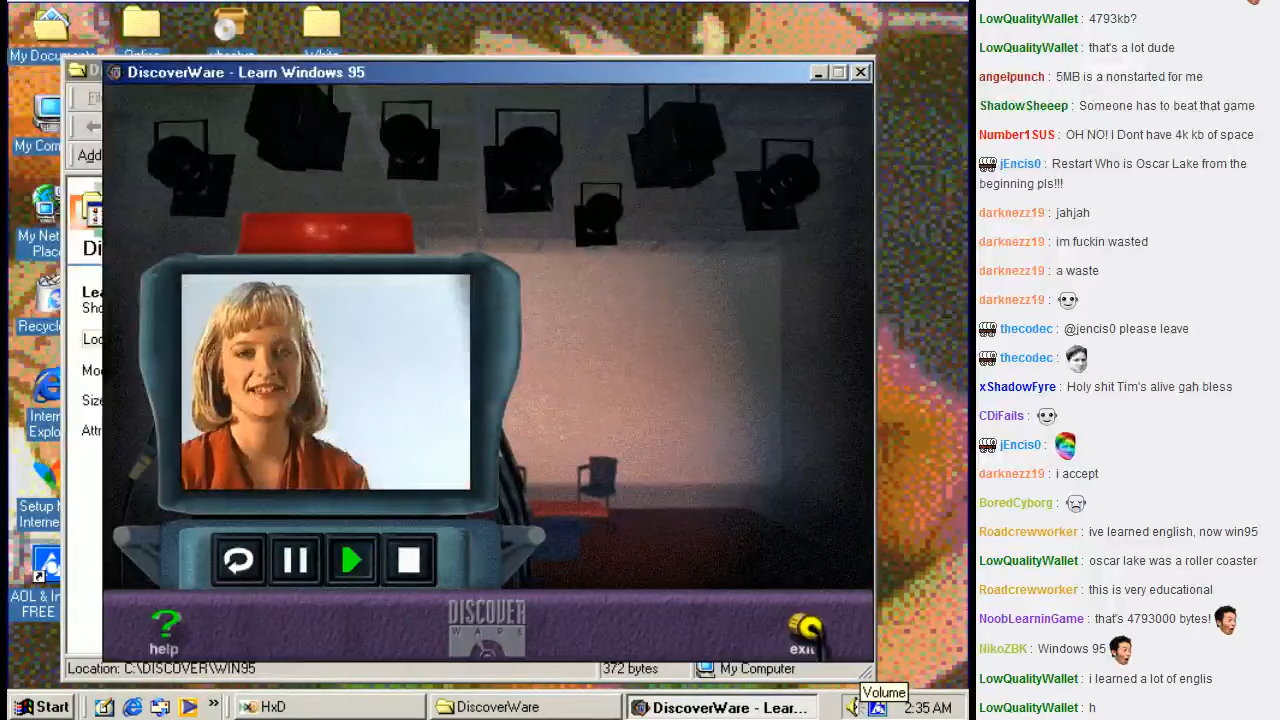 My Documents
Online
White
DiscoverWare - Learn Windows 95
My Com
Add
My Net
Place
Di
Recycl
Lea
Sho
Loc
Mo
Size
Attr
Inter
Explo
Setup M
Internet
AOL & In
FREE
help
DISCOVER
WARE
exit
Location: C:\DISCOVER\WIN95
372 bytes
My Computer
Volume
Start
HxD
DiscoverWare
DiscoverWare - Lear...
2:35 AM
LowQualityWallet : 4793kb?
LowQualityWallet : that's a lot dude
angelpunch : 5MB is a nonstarted for me
ShadowSheeep : Someone has to beat that game
Number1SUS : OH NO! I Dont have 4k kb of space
jEncis0 : Restart Who is Oscar Lake from the
beginning pls!!!
darknezz19 : jahjah
darknezz19 : im fuckin wasted
darknezz19 : a waste
darknezz19 :
thecodec : @jencis0 please leave
thecodec :
xShadowFyre : Holy shit Tim's alive gah bless
CDiFails :
jEncis0 :
darknezz19 : i accept
BoredCyborg :
Roadcrewworker : ive learned english, now win95
LowQualityWallet : oscar lake was a roller coaster
Roadcrewworker : this is very educational
NoobLearninGame : that's 4793000 bytes!
NikoZBK : Windows 95
LowQualityWallet : i learned a lot of englis
LowQualityWallet : h